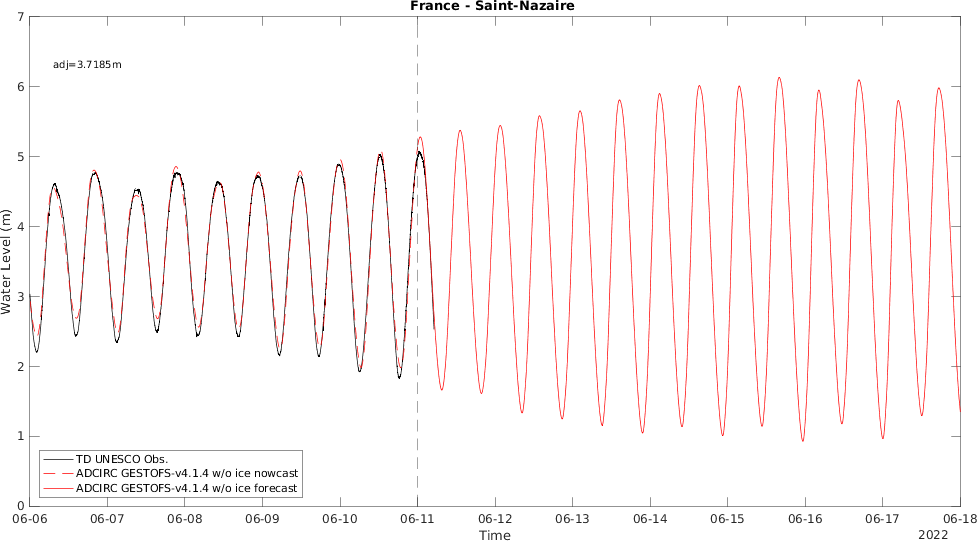 France - Saint-Nazaire
7
adj=3.7185m
6
5
4
3
2
1
0
Water Level (m)
TD UNESCO Obs.
ADCIRC GESTOFS-v4.1.4 w/o ice nowcast
ADCIRC GESTOFS-v4.1.4 w/o ice forecast
06-06 06-07 06-08 06-09 06-10 06-11 06-12 06-13 06-14 06-15 06-16 06-17 06-18
Time
2022